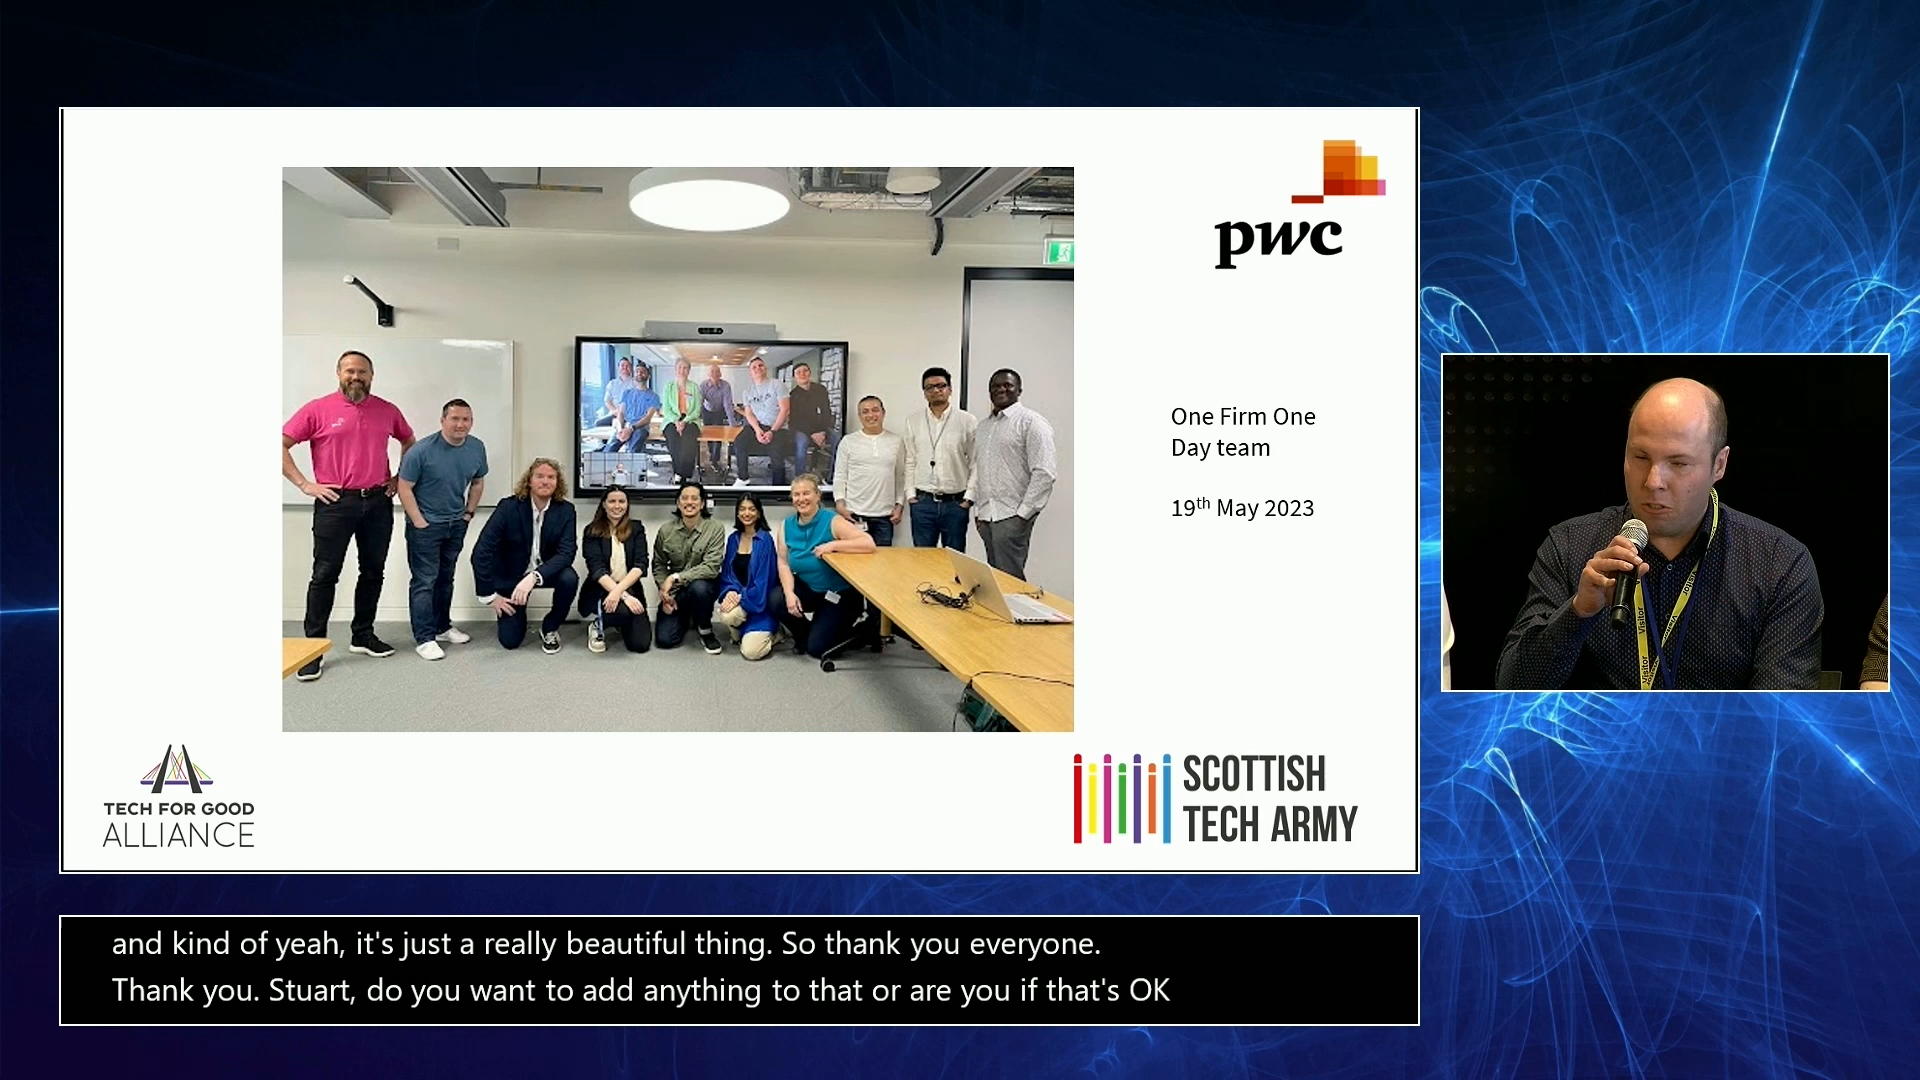 pwc
One Firm One
Day team
19th May 2023
TECH FOR GOOD
ALLIANCE
SCOTTISH
TECH ARMY
Visitor
Visitor
and kind of yeah, it's just a really beautiful thing. So thank you everyone.
Thank you. Stuart, do you want to add anything to that or are you if that's OK